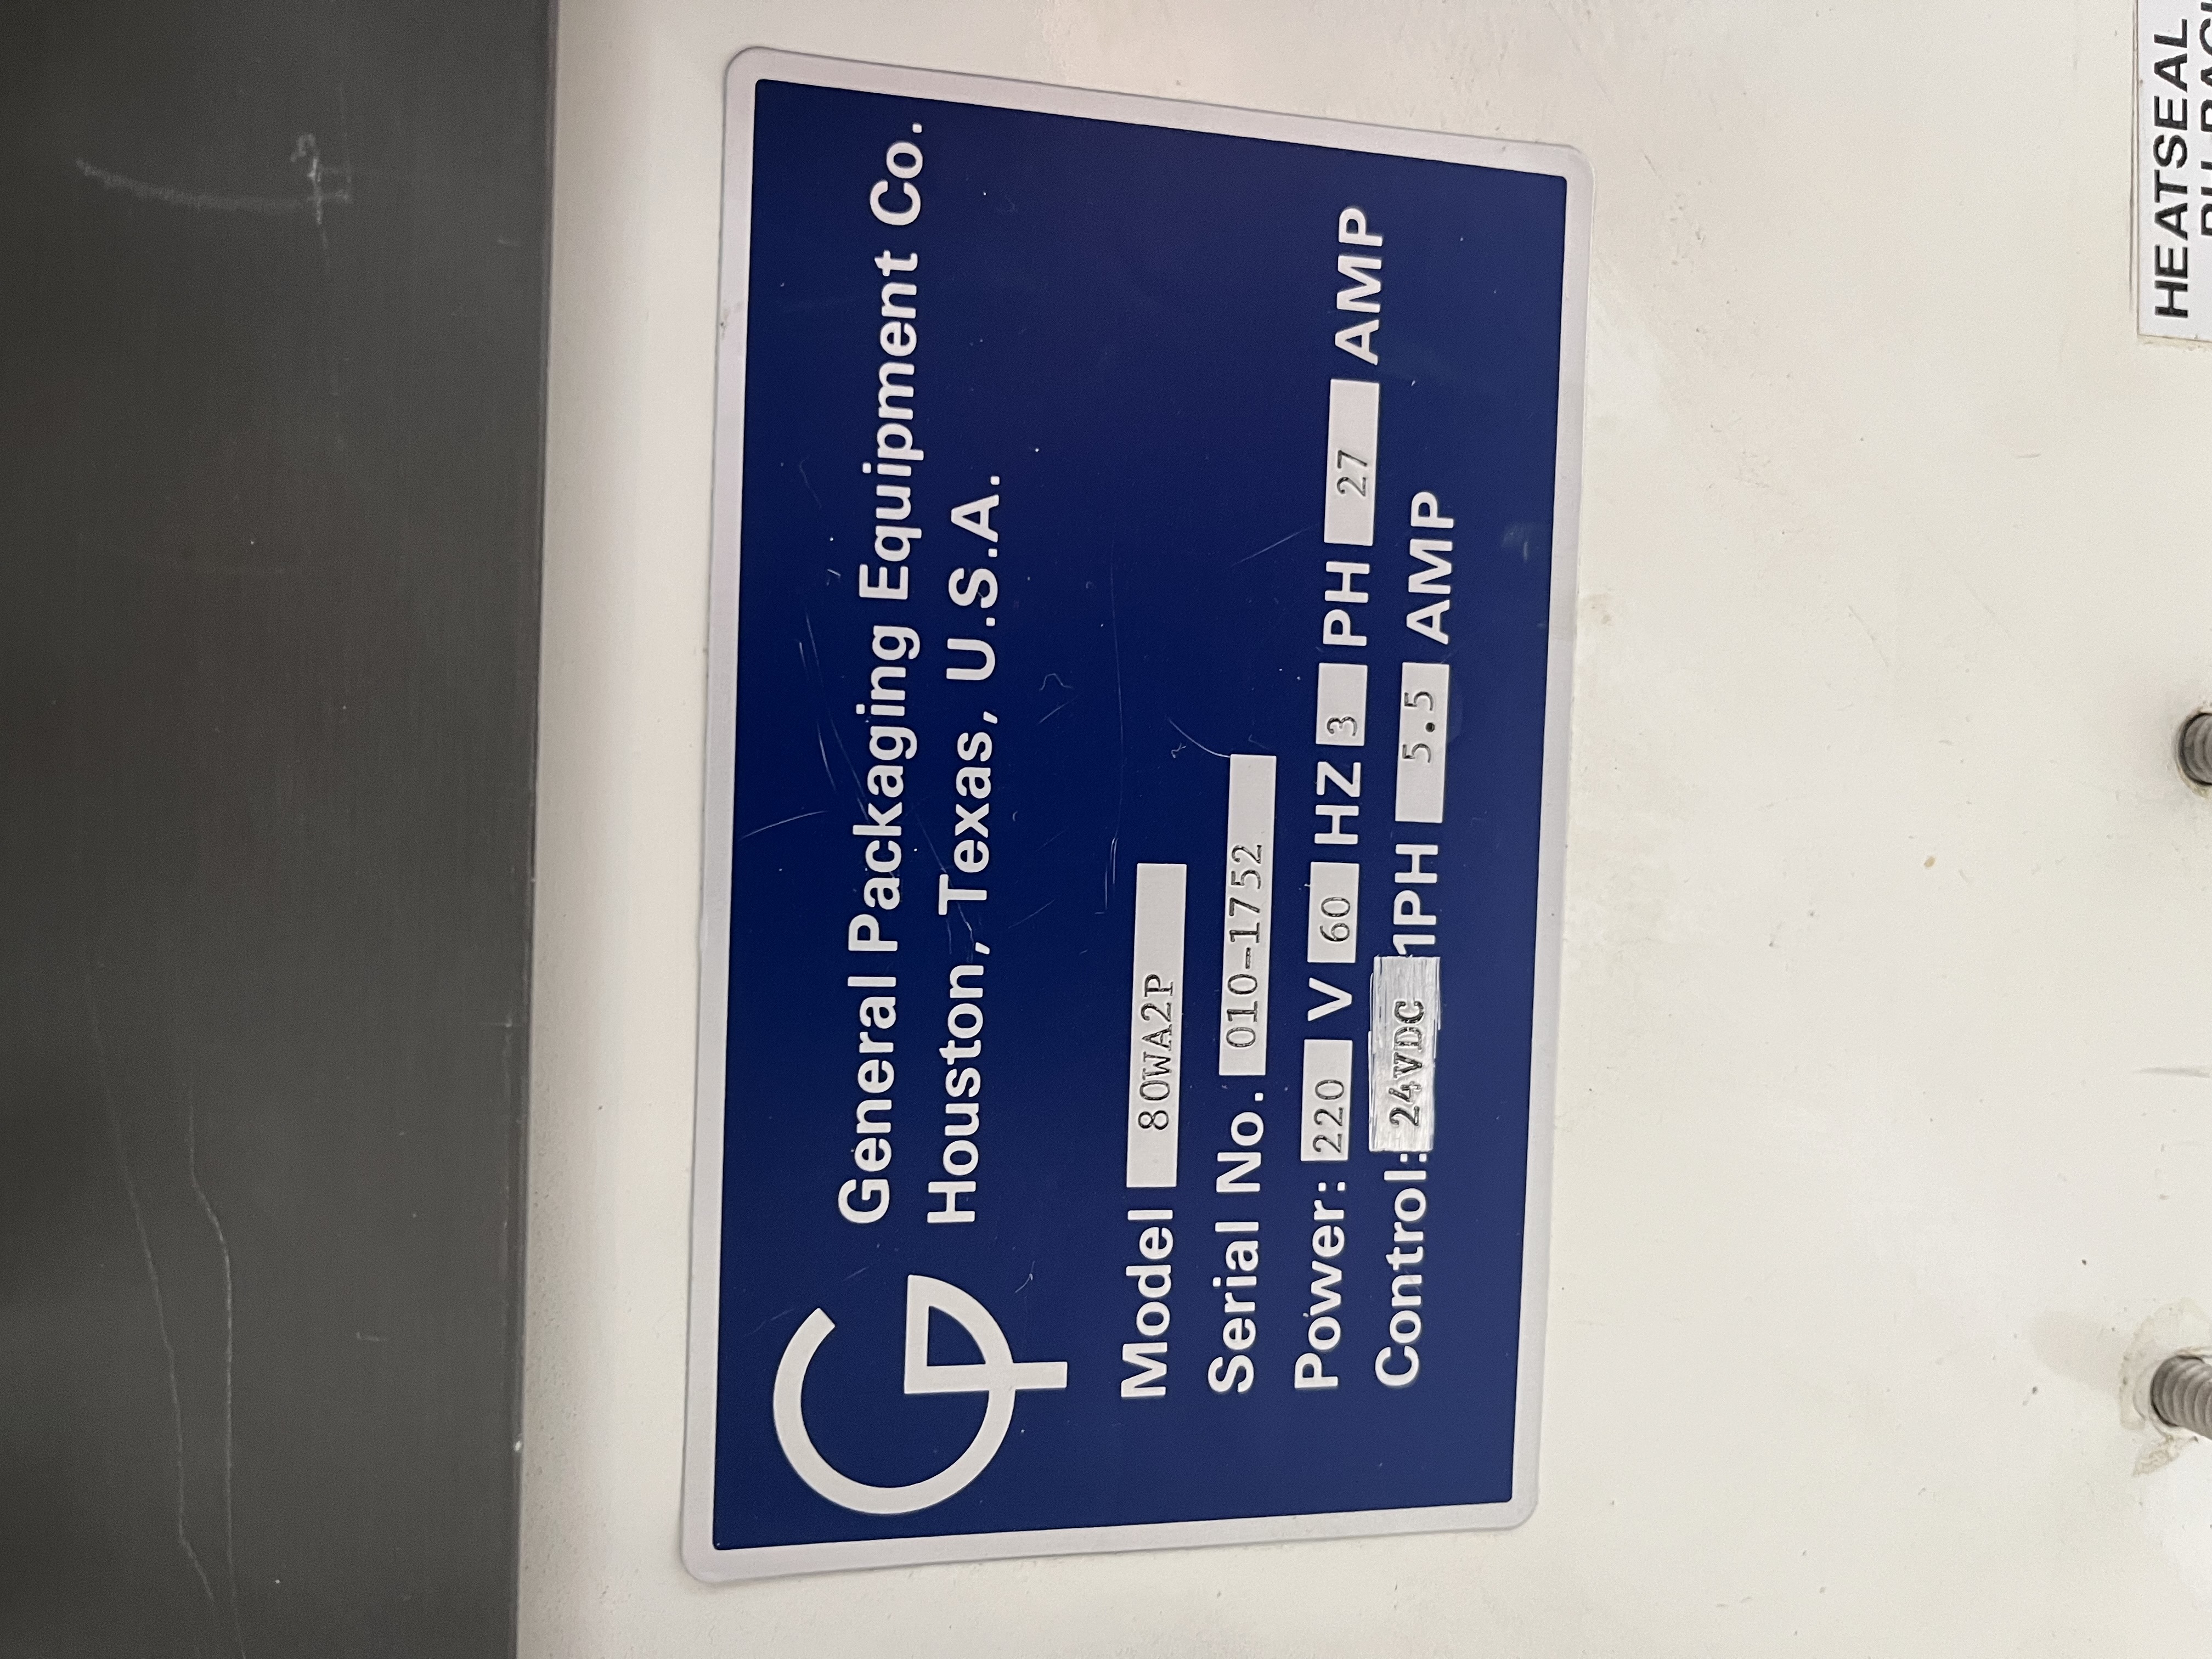 GP
General Packaging Equipment Co.
Houston, Texas, U.S.A.
Model 80WA2P
Serial No. 010-1752
Power: 220 V 60 HZ 3 PH 27 AMP
Control: 24VDC 1PH 5.5 AMP
HEATSEAL